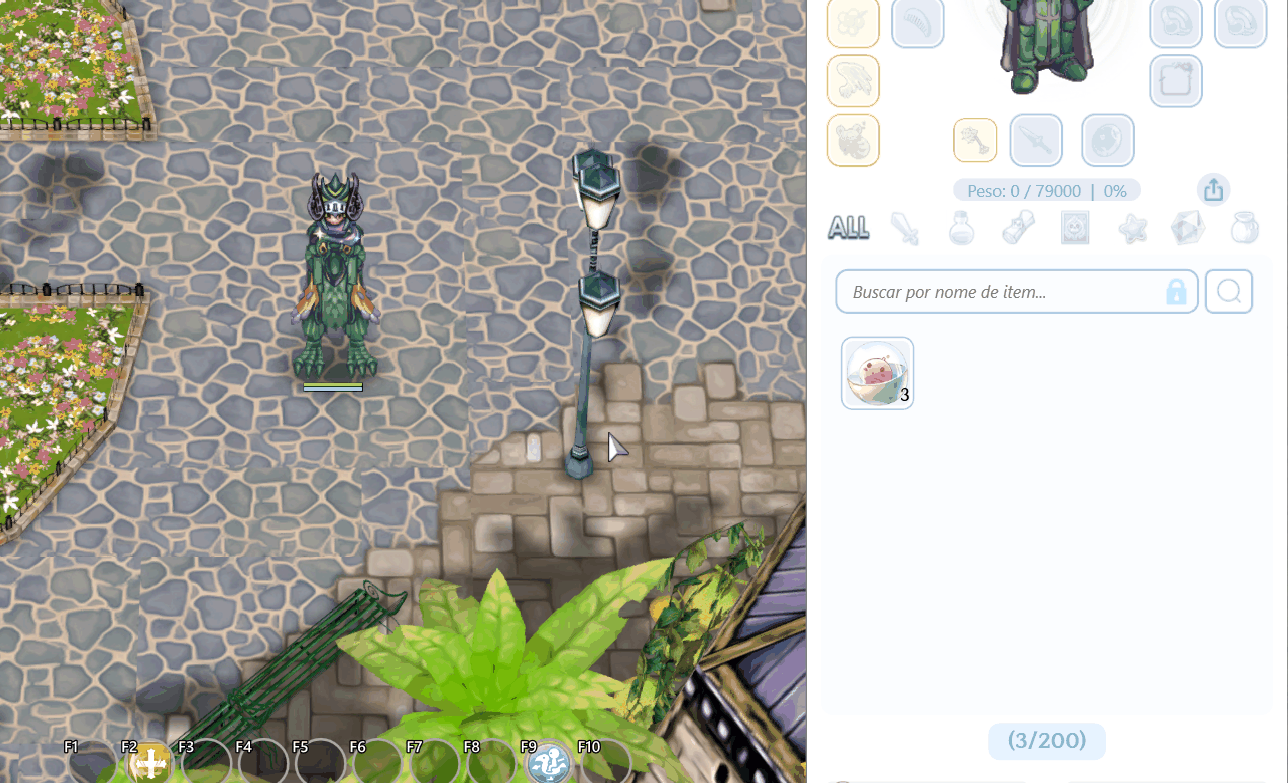 Peso: 0 / 79000 | 0%
ALL
Buscar por nome de item...
3
(3/200)
F1 F2 F3 F4 F5 F6 F7 F8 F9 F10